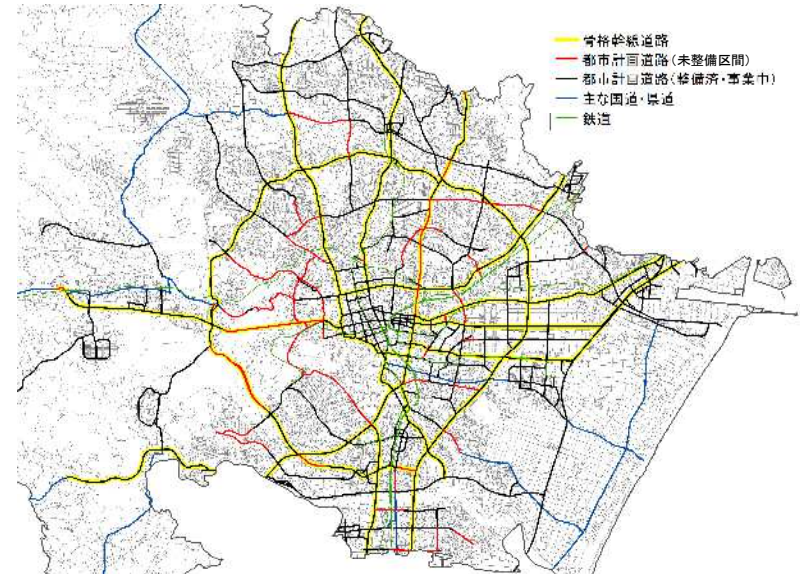 骨格幹線道路
都市計画道路(未整備区間)
都市計画道路(整備済・事業中)
主な国道・県道
鉄道